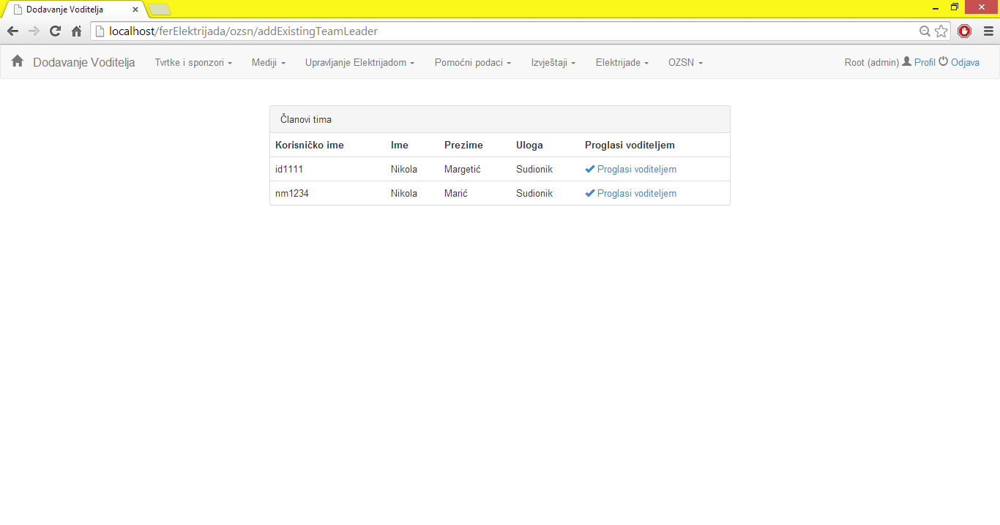 Dodavanje Voditelja
localhost/ferElektrijada/ozsn/addExistingTeamLeader
Dodavanje Voditelja Tvrtke i sponzori Mediji Upravljanje Elektrijadom Pomoćni podaci Izvještaji Elektrijade OZSN Root (admin) Profil Odjava
Članovi tima
Korisničko ime Ime Prezime Uloga Proglasi voditeljem
id1111 Nikola Margetić Sudionik Proglasi voditeljem
nm1234 Nikola Marić Sudionik Proglasi voditeljem